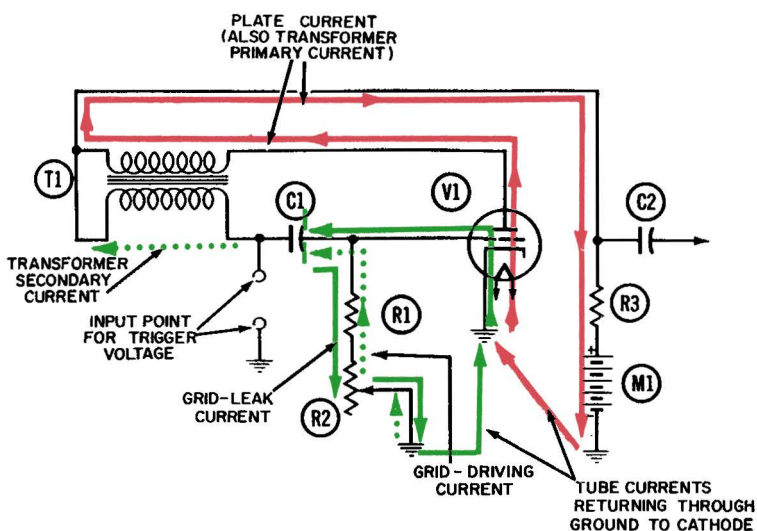 PLATE CURRENT
(ALSO TRANSFORMER
PRIMARY CURRENT)
T1
C1
V1
C2
TRANSFORMER
SECONDARY
CURRENT
INPUT POINT
FOR TRIGGER
VOLTAGE
R1
R3
+
M1
-
GRID-LEAK
CURRENT
R2
GRID-DRIVING
CURRENT
TUBE CURRENTS
RETURNING THROUGH
GROUND TO CATHODE